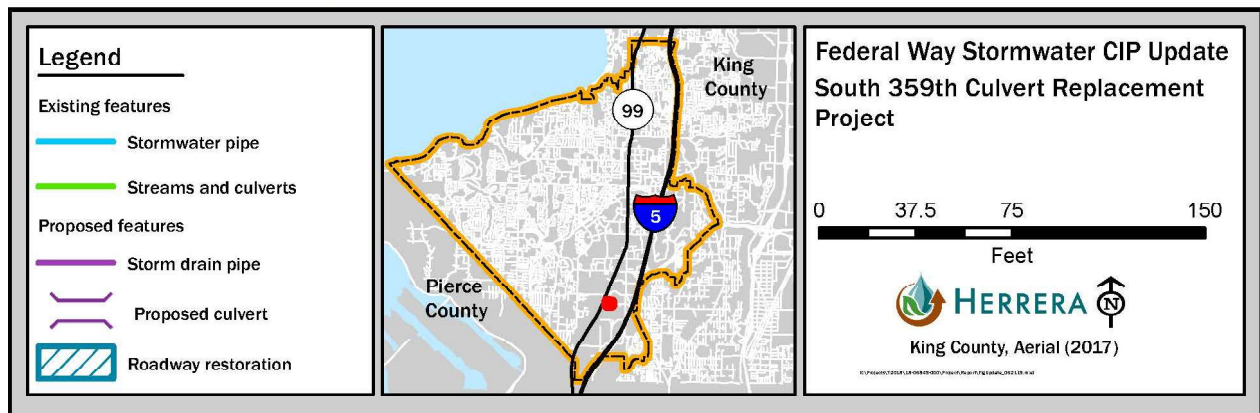 Legend
Existing features
Stormwater pipe
Streams and culverts
Proposed features
Storm drain pipe
Proposed culvert
Roadway restoration
King
County
99
5
Pierce
County
Federal Way Stormwater CIP Update
South 359th Culvert Replacement
Project
0 37.5 75 150
Feet
HERRERA N
King County, Aerial (2017)